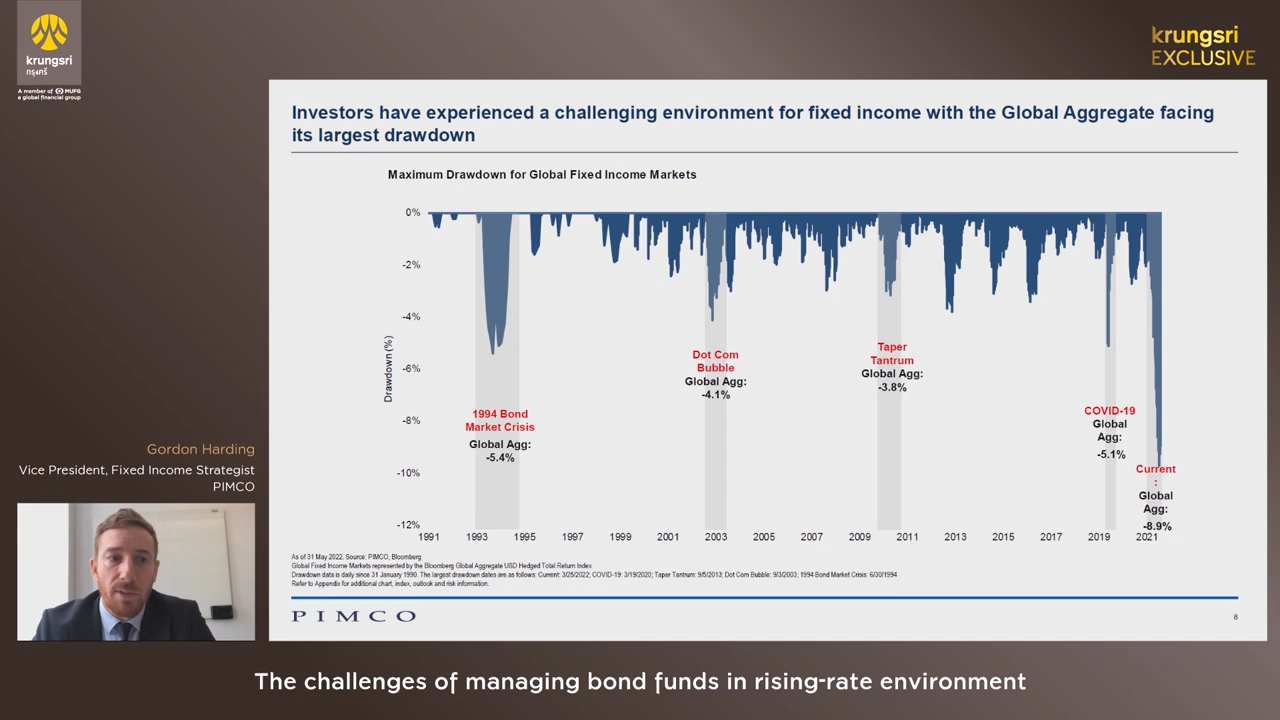 krungsri
กรุงศรี
A member of MUFG
a global financial group
krungsri
EXCLUSIVE
Investors have experienced a challenging environment for fixed income with the Global Aggregate facing
its largest drawdown
Maximum Drawdown for Global Fixed Income Markets
Drawdown (%)
0%
-2%
-4%
-6%
-8%
-10%
-12%
1994 Bond
Market Crisis
Global Agg:
-5.4%
Dot Com
Bubble
Global Agg:
-4.1%
Taper
Tantrum
Global Agg:
-3.8%
COVID-19
Global
Agg:
-5.1%
Current
:
Global
Agg:
-8.9%
1991 1993 1995 1997 1999 2001 2003 2005 2007 2009 2011 2013 2015 2017 2019 2021
As of 31 May 2022. Source: PIMCO, Bloomberg
Global Fixed Income Markets represented by the Bloomberg Global Aggregate USD Hedged Total Return Index
Drawdown data is daily since 31 January 1990. The largest drawdown dates are as follows: Current: 3/25/2022; COVID-19: 3/19/2020; Taper Tantrum: 9/5/2013; Dot Com Bubble: 9/3/2003; 1994 Bond Market Crisis: 6/30/1994
Refer to Appendix for additional chart, index, outlook and risk information.
PIMCO
8
Gordon Harding
Vice President, Fixed Income Strategist
PIMCO
The challenges of managing bond funds in rising-rate environment